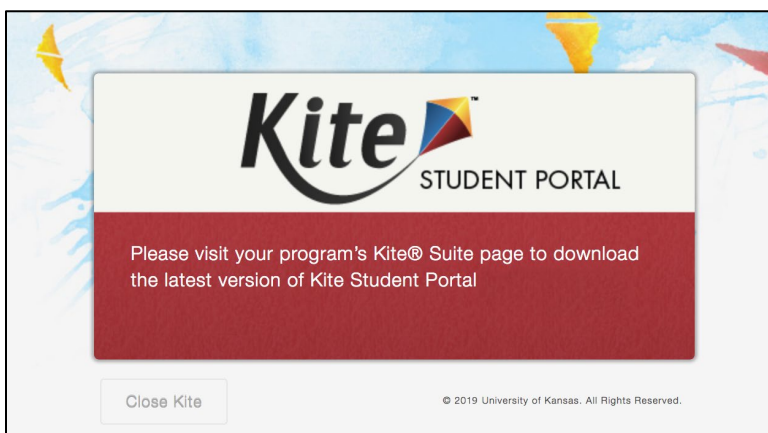 Kite™
STUDENT PORTAL
Please visit your program's Kite® Suite page to download
the latest version of Kite Student Portal
Close Kite
© 2019 University of Kansas. All Rights Reserved.